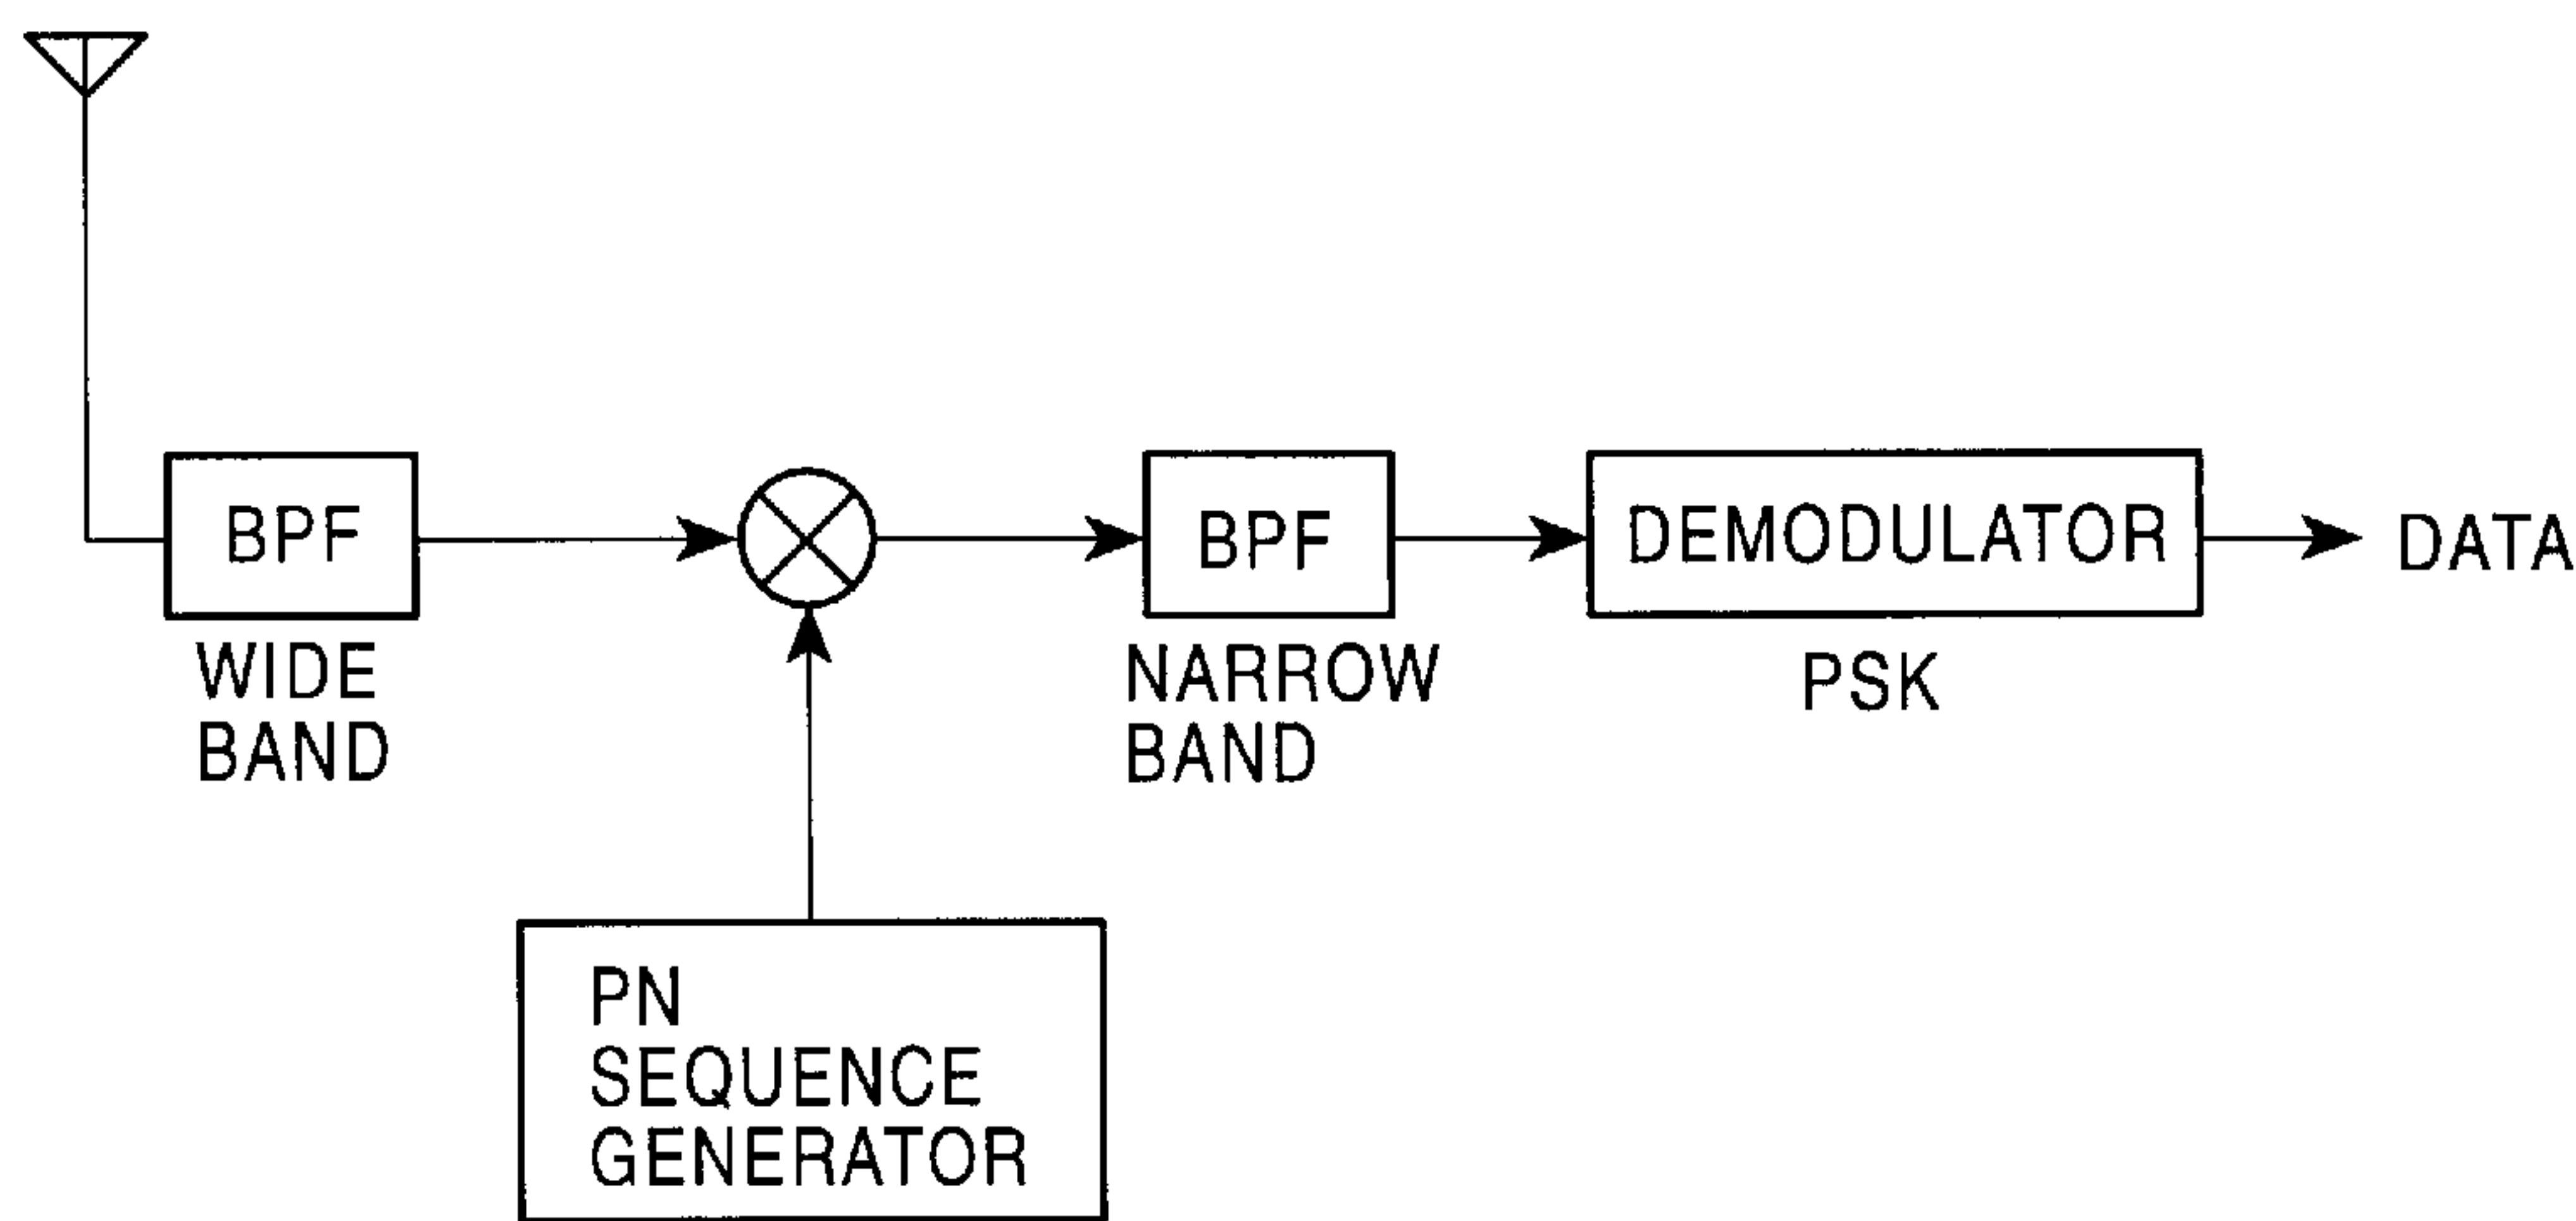 BPF
WIDE
BAND
BPF
NARROW
BAND
DEMODULATOR
PSK
DATA
PN
SEQUENCE
GENERATOR